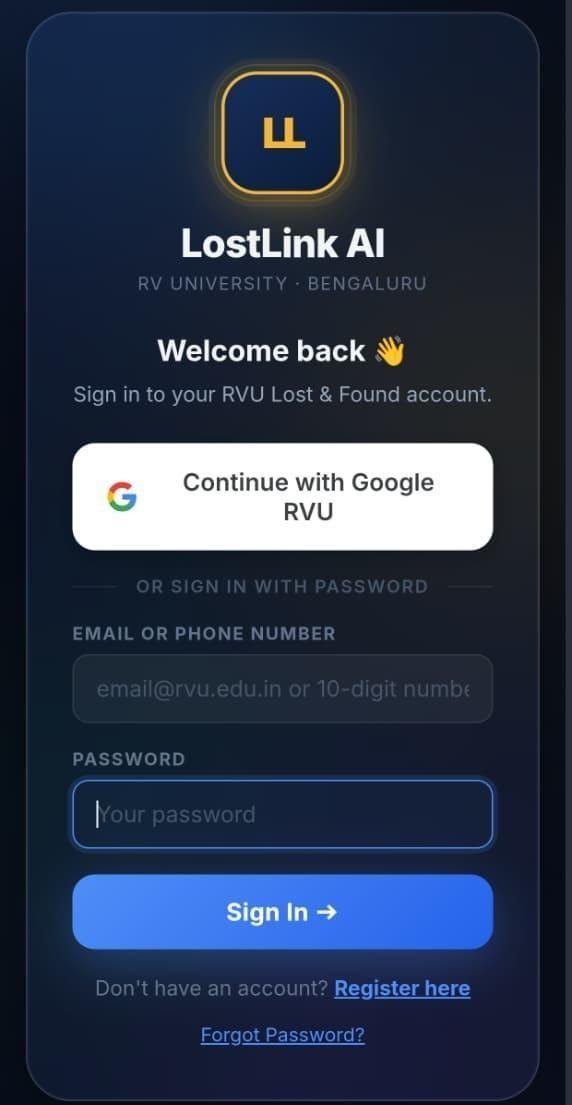 LL
LostLink AI
RV UNIVERSITY · BENGALURU
Welcome back 👋
Sign in to your RVU Lost & Found account.
Continue with Google
RVU
OR SIGN IN WITH PASSWORD
EMAIL OR PHONE NUMBER
email@rvu.edu.in or 10-digit numbe
PASSWORD
Your password
Sign In →
Don't have an account? Register here
Forgot Password?